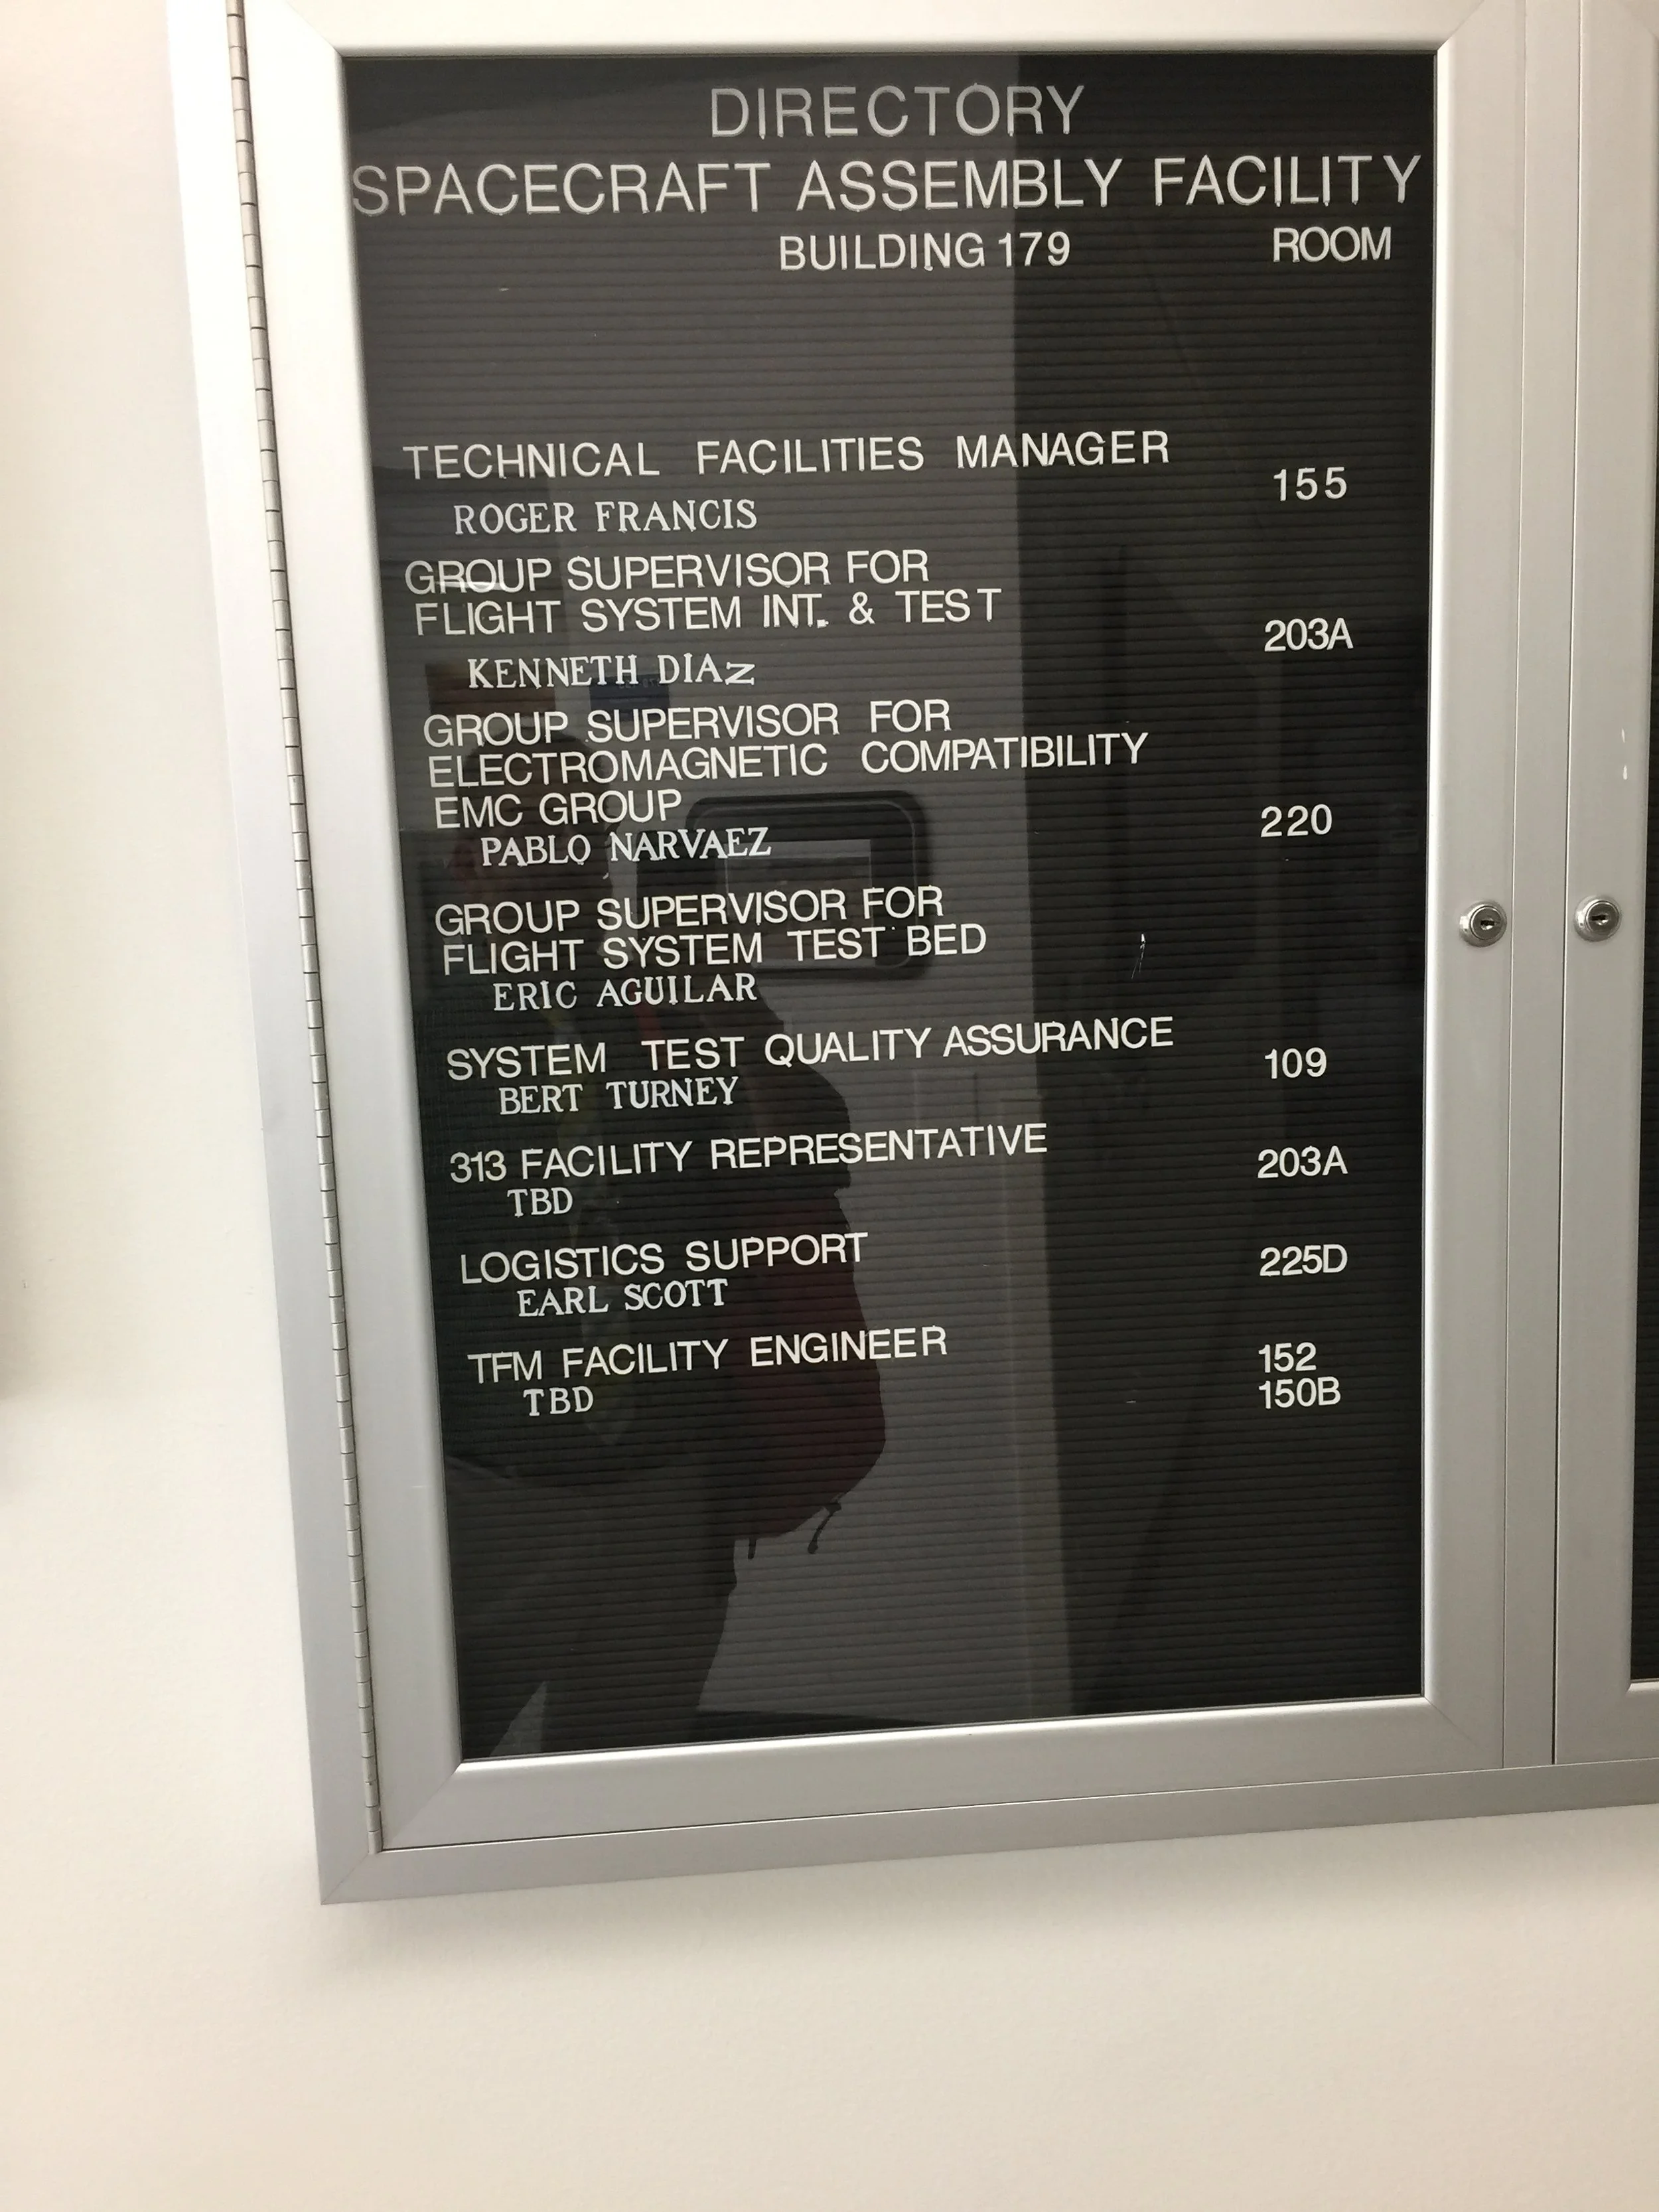 DIRECTORY
SPACECRAFT ASSEMBLY FACILITY
BUILDING 179 ROOM
TECHNICAL FACILITIES MANAGER
155
ROGER FRANCIS
GROUP SUPERVISOR FOR
FLIGHT SYSTEM INT. & TEST
203A
KENNETH DIAz
GROUP SUPERVISOR FOR
ELECTROMAGNETIC COMPATIBILITY
EMC GROUP
220
PABLO NARVAEZ
GROUP SUPERVISOR FOR
FLIGHT SYSTEM TEST BED
ERIC AGUILAR
SYSTEM TEST QUALITY ASSURANCE
109
BERT TURNEY
313 FACILITY REPRESENTATIVE
203A
TBD
LOGISTICS SUPPORT
225D
EARL SCOTT
TFM FACILITY ENGINEER
152
TBD
150B